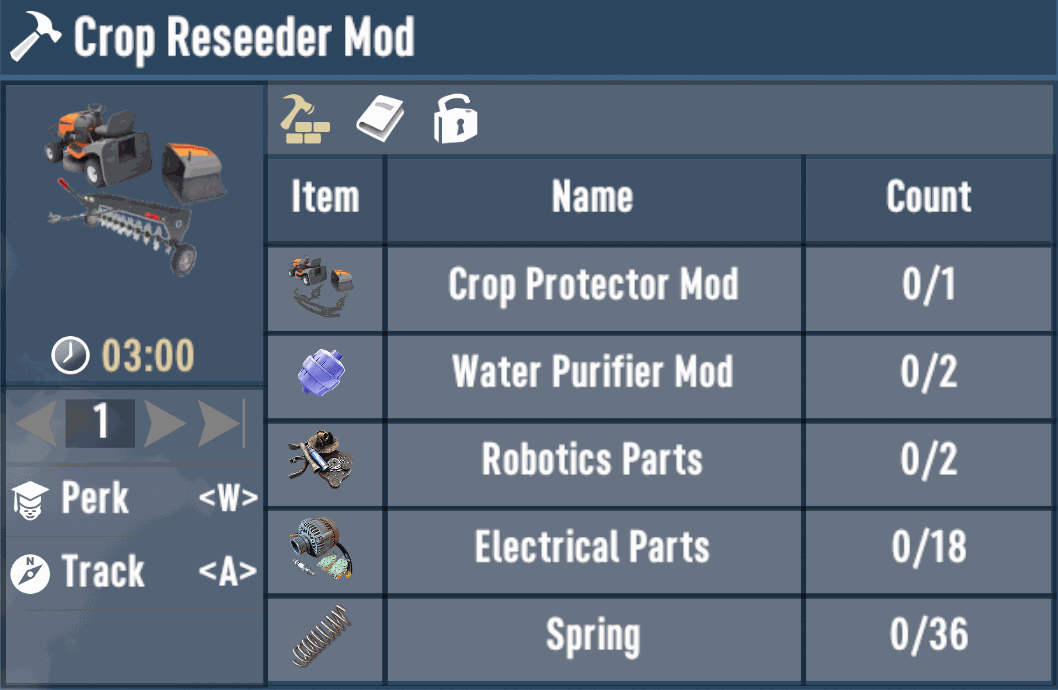 Crop Reseeder Mod
03:00
1
Perk <W>
Track <A>
Item Name Count
Crop Protector Mod 0/1
Water Purifier Mod 0/2
Robotics Parts 0/2
Electrical Parts 0/18
Spring 0/36